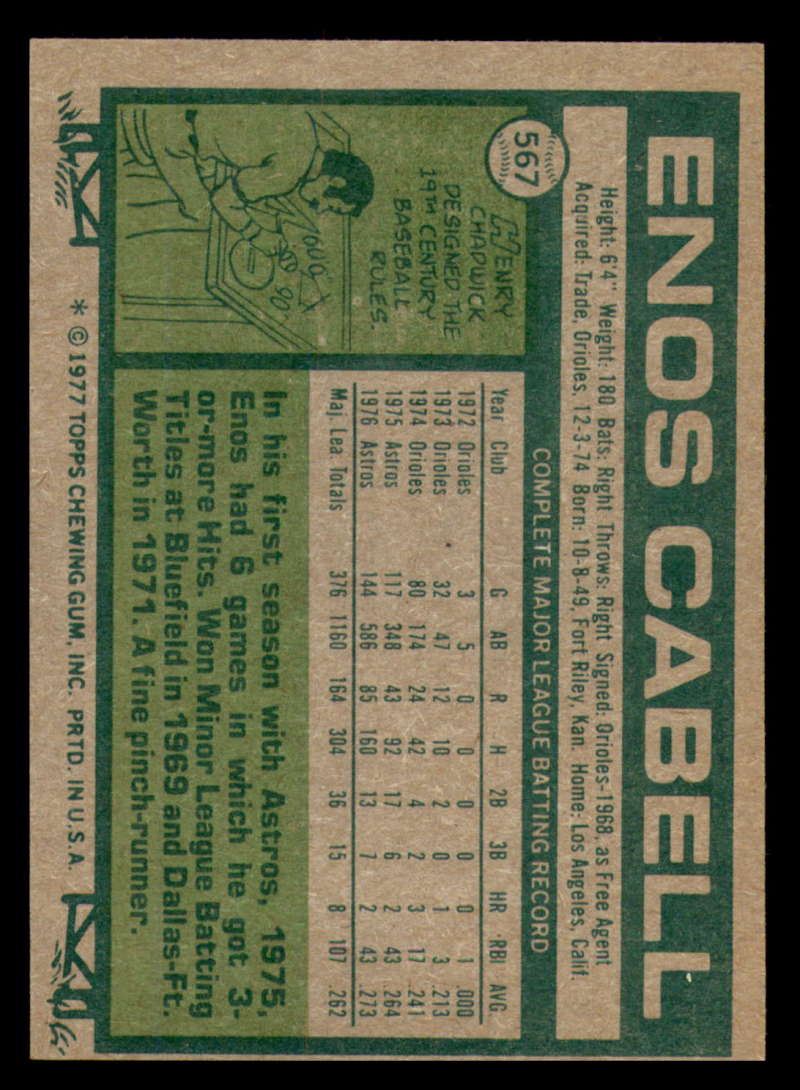 ENOS CABELL
567
Height: 6'4" Weight: 180 Bats: Right Throws: Right Signed: Orioles-1968, as Free Agent
Acquired: Trade, Orioles, 12-3-74 Born: 10-8-49, Fort Riley, Kan. Home: Los Angeles, Calif.
HENRY
CHADWICK
DESIGNED THE
19TH CENTURY
BASEBALL
RULES.
COMPLETE MAJOR LEAGUE BATTING RECORD
Year Club G AB R H 2B 3B HR RBI AVG
1972 Orioles 3 5 0 0 0 0 0 1 .000
1973 Orioles 32 47 12 10 2 0 1 3 .213
1974 Orioles 80 174 24 42 4 2 3 17 .241
1975 Astros 117 348 43 92 17 6 2 43 .264
1976 Astros 144 586 85 160 13 7 2 43 .273
Maj. Lea. Totals 376 1160 164 304 36 15 8 107 .262
In his first season with Astros, 1975,
Enos had 6 games in which he got 3-
or-more Hits. Won Minor League Batting
Titles at Bluefield in 1969 and Dallas-Ft.
Worth in 1971. A fine pinch-runner.
* © 1977 TOPPS CHEWING GUM, INC. PRTD. IN U.S.A.